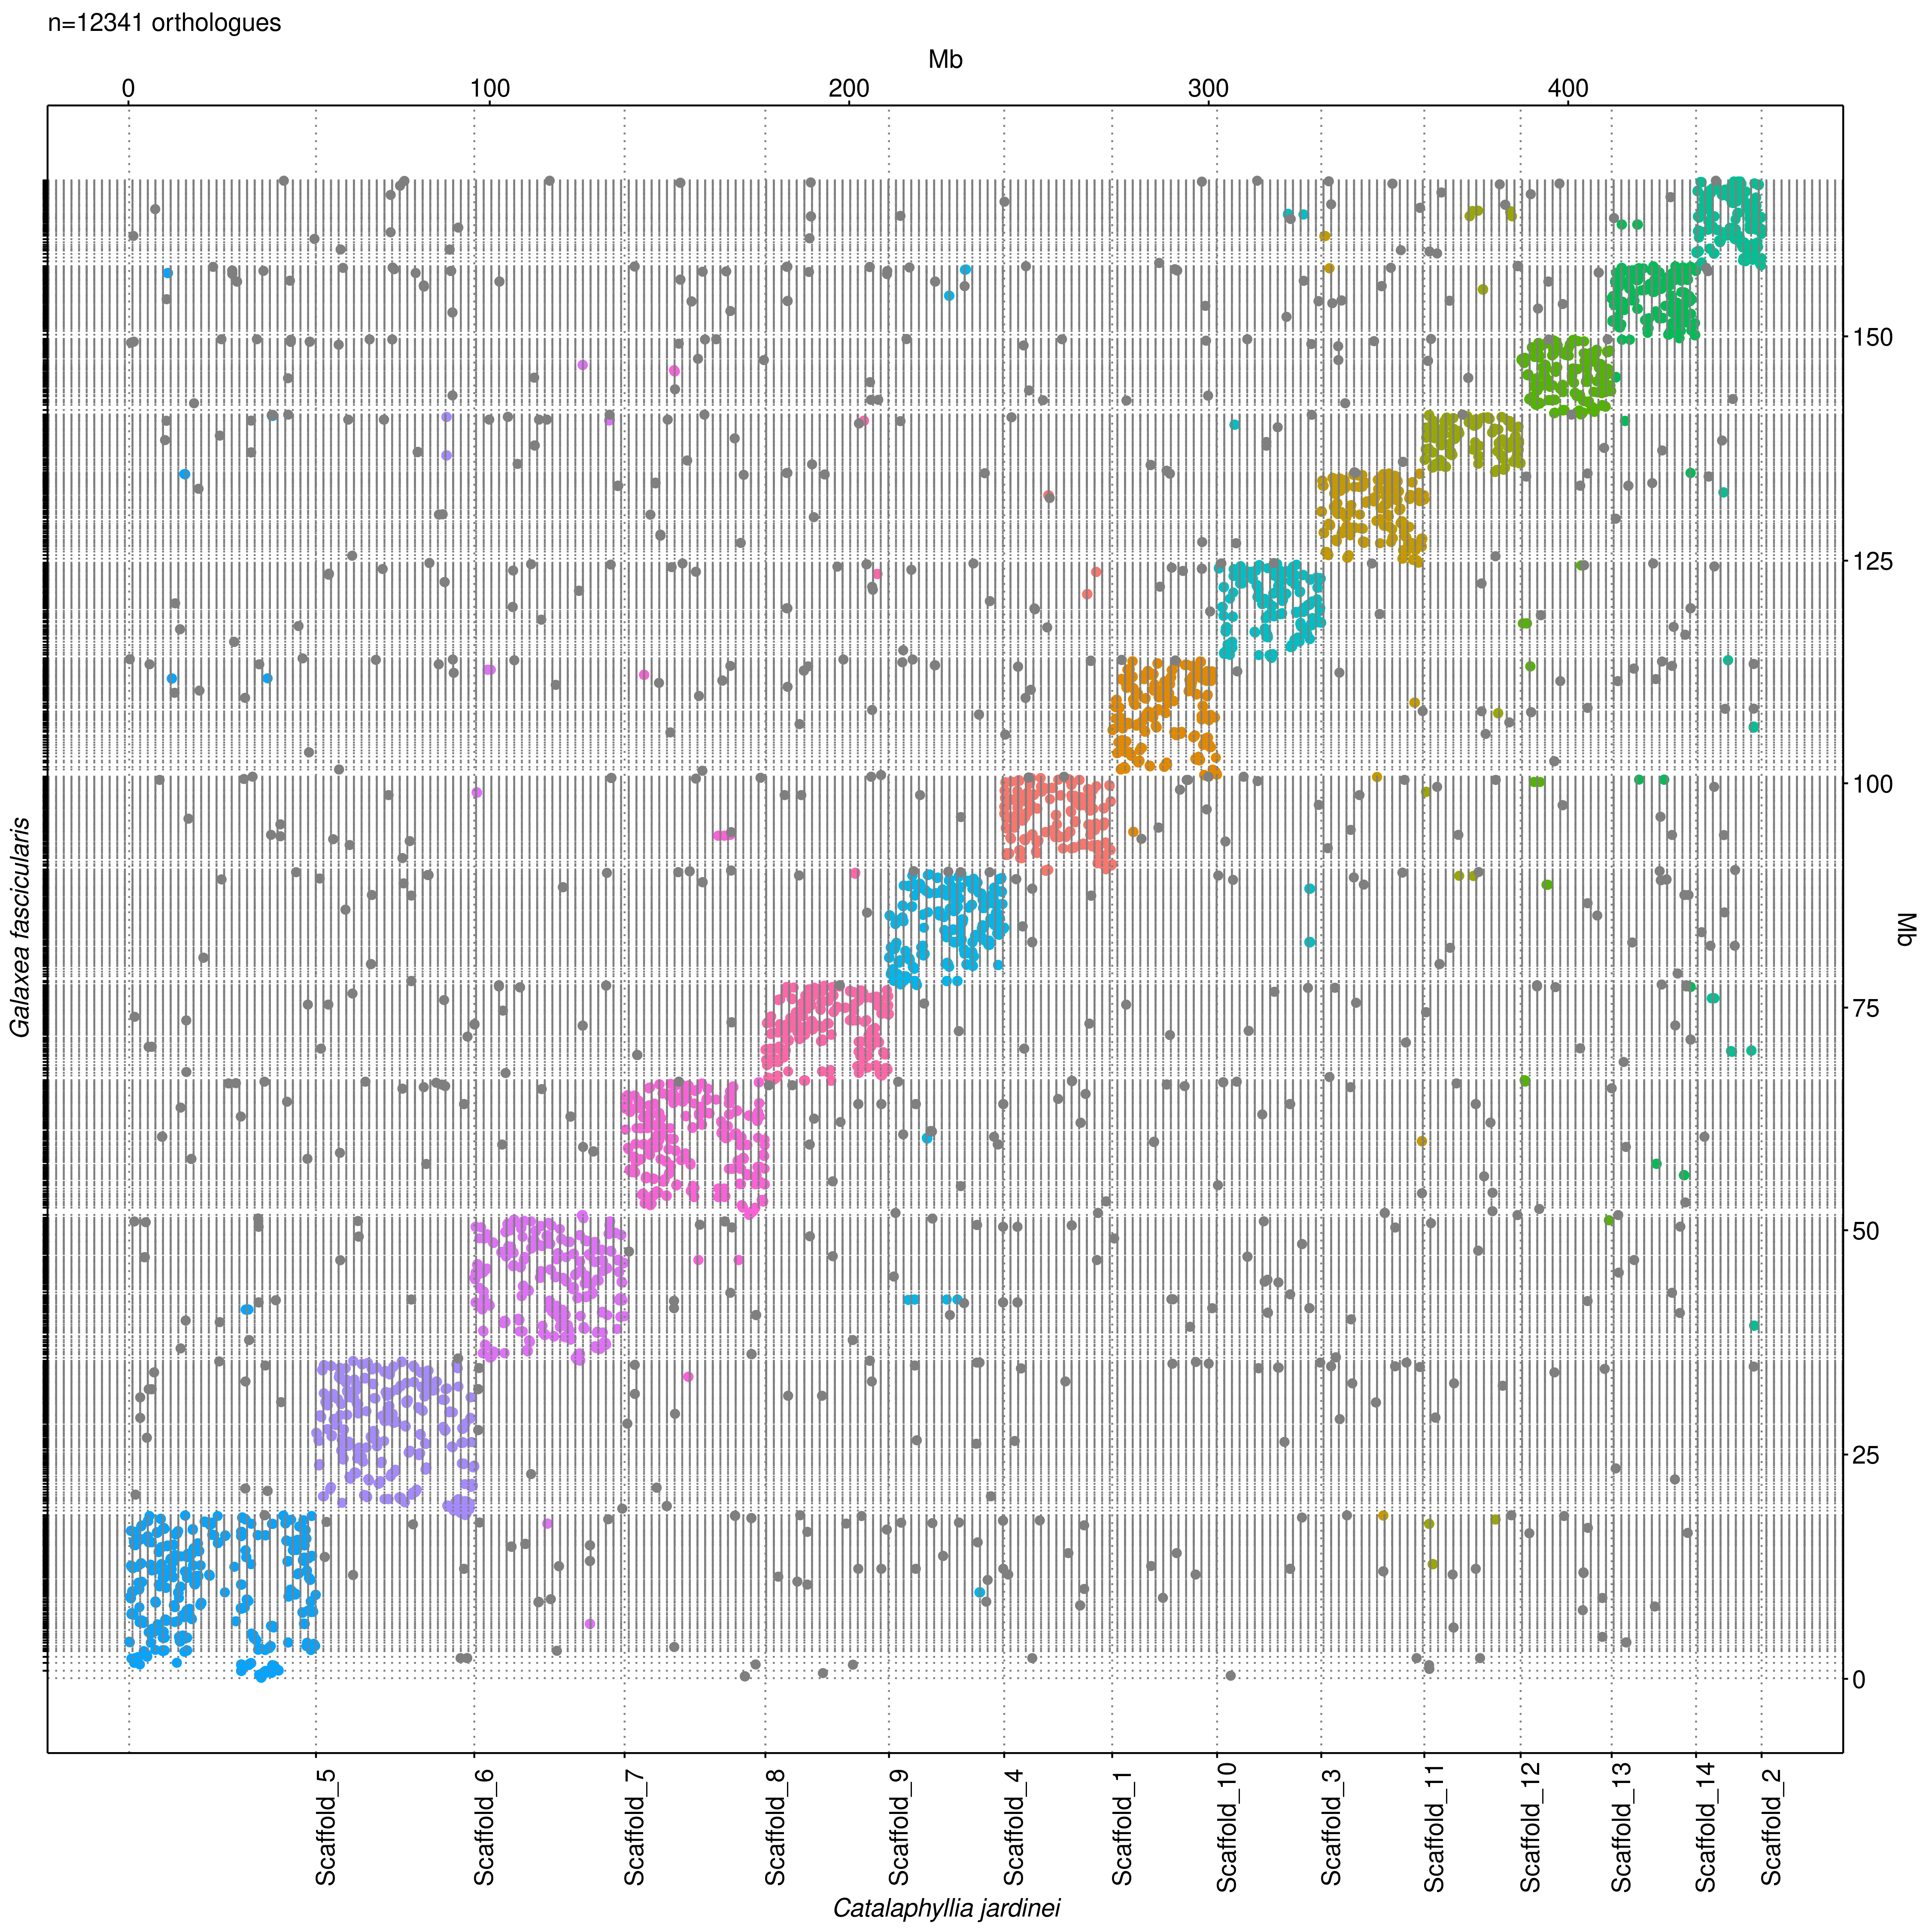 n=12341 orthologues
Mb
0 100 200 300 400
150
125
100
75
50
25
0
Mb
Galaxea fascicularis
Scaffold_5
Scaffold_6
Scaffold_7
Scaffold_8
Scaffold_9
Scaffold_4
Scaffold_1
Scaffold_10
Scaffold_3
Scaffold_11
Scaffold_12
Scaffold_13
Scaffold_14
Scaffold_2
Catalaphyllia jardinei